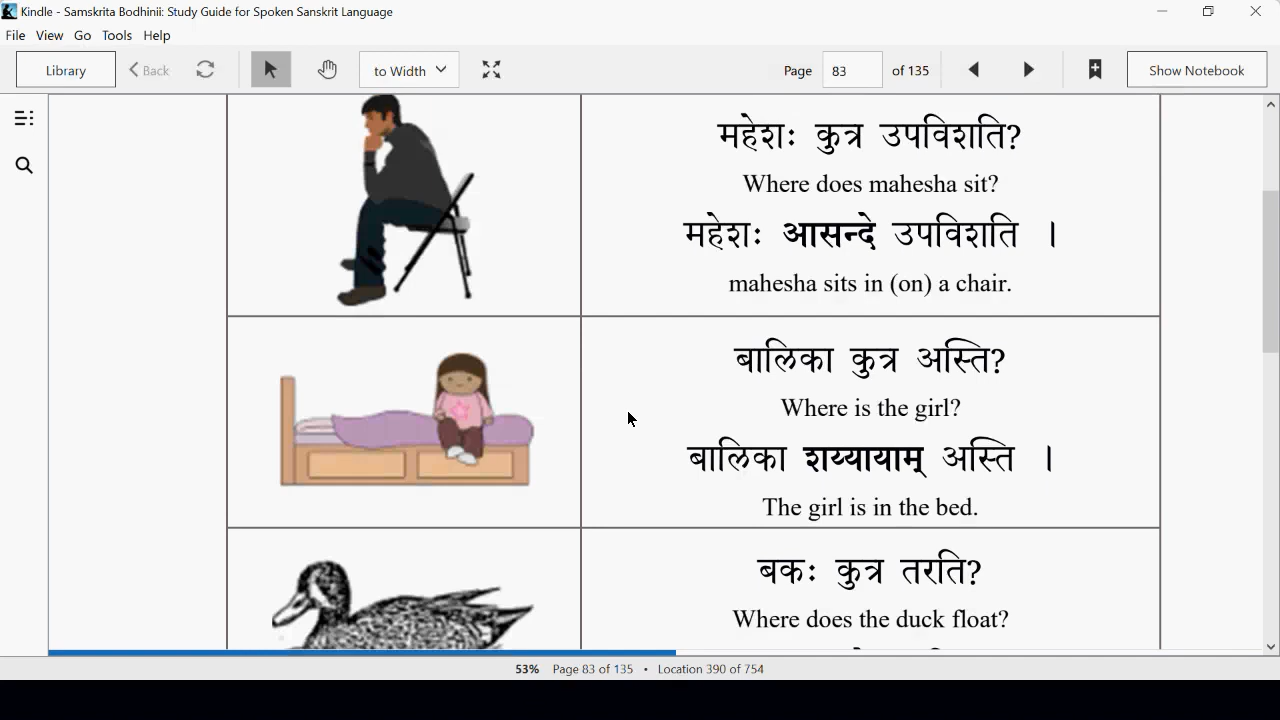 Kindle - Samskrita Bodhinii: Study Guide for Spoken Sanskrit Language
File View Go Tools Help
Library Back to Width Page 83 of 135 Show Notebook
महेशः कुत्र उपविशति?
Where does mahesha sit?
महेशः आसन्दे उपविशति ।
mahesha sits in (on) a chair.
बालिका कुत्र अस्ति?
Where is the girl?
बालिका शय्यायाम् अस्ति ।
The girl is in the bed.
बकः कुत्र तरति?
Where does the duck float?
53% Page 83 of 135 • Location 390 of 754